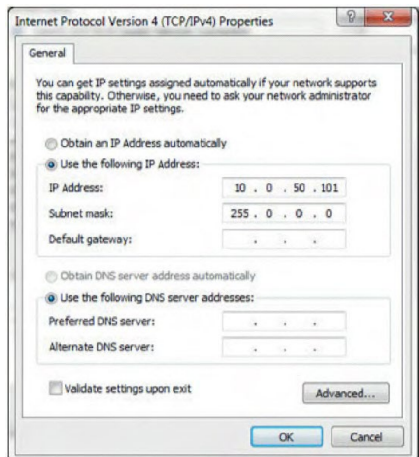 Internet Protocol Version 4 (TCP/IPv4) Properties
General
You can get IP settings assigned automatically if your network supports
this capability. Otherwise, you need to ask your network administrator
for the appropriate IP settings.
Obtain an IP Address automatically
Use the following IP Address:
IP Address: 10 . 0 . 50 . 101
Subnet mask: 255 . 0 . 0 . 0
Default gateway: . . .
Obtain DNS server address automatically
Use the following DNS server addresses:
Preferred DNS server: . . .
Alternate DNS server: . . .
Validate settings upon exit
Advanced...
OK Cancel